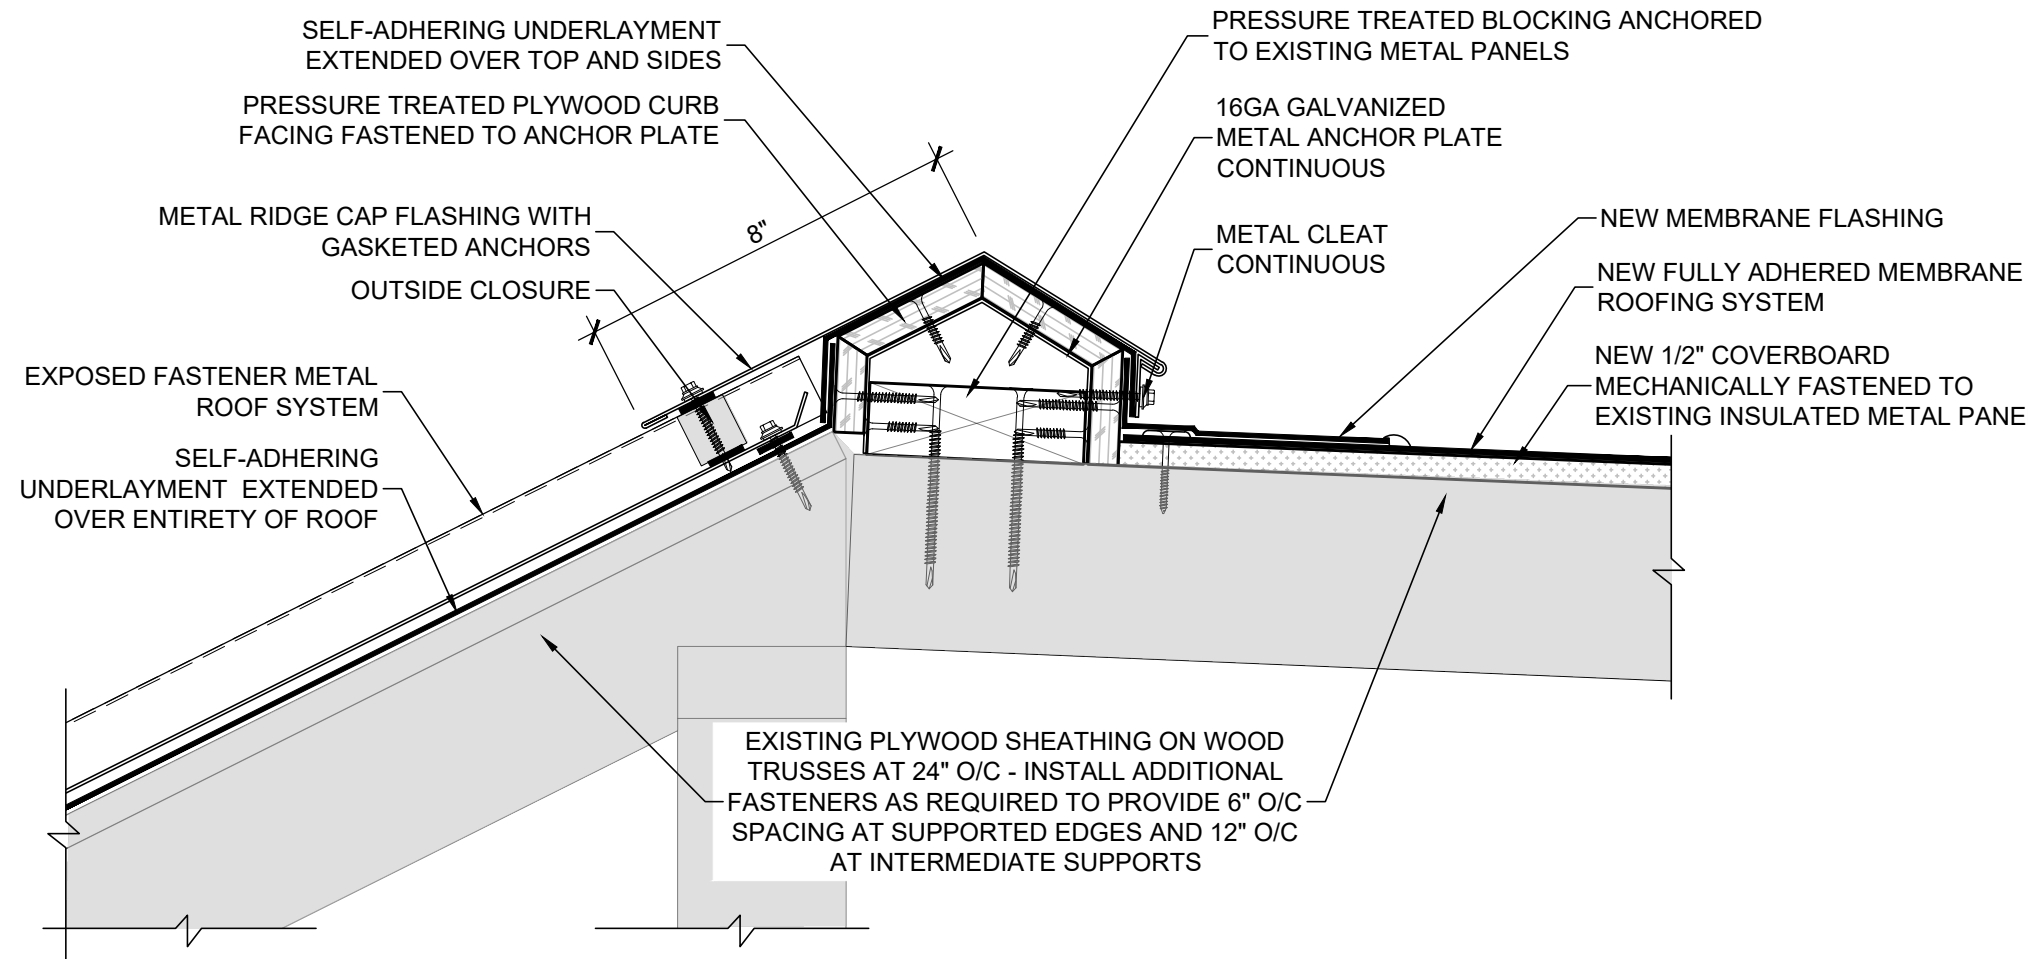 SELF-ADHERING UNDERLAYMENT
EXTENDED OVER TOP AND SIDES
PRESSURE TREATED PLYWOOD CURB
FACING FASTENED TO ANCHOR PLATE
METAL RIDGE CAP FLASHING WITH
GASKETED ANCHORS
OUTSIDE CLOSURE
EXPOSED FASTENER METAL
ROOF SYSTEM
SELF-ADHERING
UNDERLAYMENT EXTENDED
OVER ENTIRETY OF ROOF
8"
PRESSURE TREATED BLOCKING ANCHORED
TO EXISTING METAL PANELS
16GA GALVANIZED
METAL ANCHOR PLATE
CONTINUOUS
METAL CLEAT
CONTINUOUS
NEW MEMBRANE FLASHING
NEW FULLY ADHERED MEMBRANE
ROOFING SYSTEM
NEW 1/2" COVERBOARD
MECHANICALLY FASTENED TO
EXISTING INSULATED METAL PANE
EXISTING PLYWOOD SHEATHING ON WOOD
TRUSSES AT 24" O/C - INSTALL ADDITIONAL
FASTENERS AS REQUIRED TO PROVIDE 6" O/C
SPACING AT SUPPORTED EDGES AND 12" O/C
AT INTERMEDIATE SUPPORTS